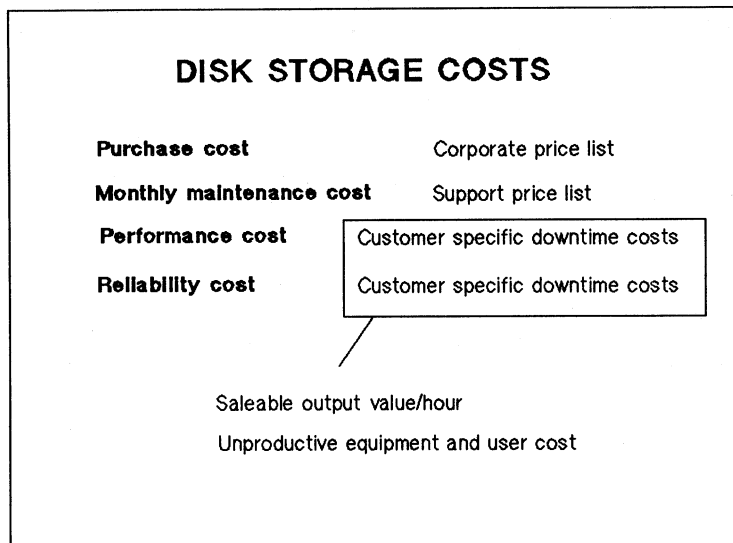 DISK STORAGE COSTS
Purchase cost Corporate price list
Monthly maintenance cost Support price list
Performance cost Customer specific downtime costs
Reliability cost Customer specific downtime costs
Saleable output value/hour
Unproductive equipment and user cost